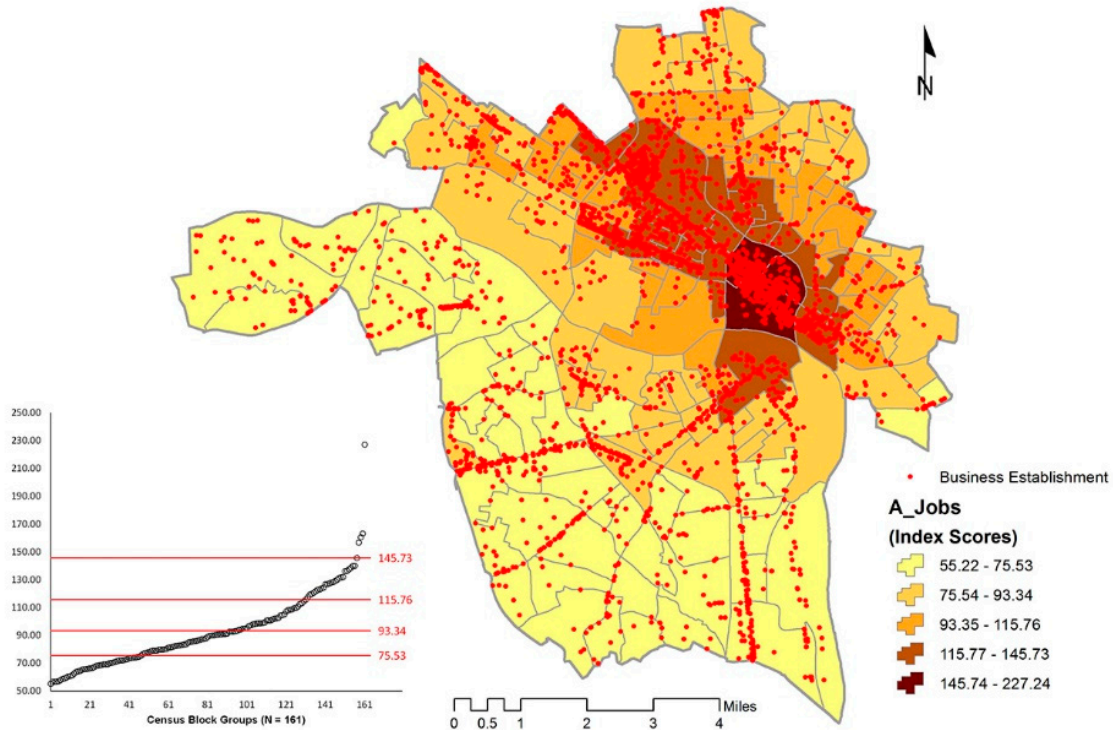 N
250.00
230.00
210.00
190.00
170.00
150.00
130.00
110.00
90.00
70.00
50.00
145.73
115.76
93.34
75.53
1 21 41 61 81 101 121 141 161
Census Block Groups (N = 161)
Business Establishment
A_Jobs
(Index Scores)
55.22 - 75.53
75.54 - 93.34
93.35 - 115.76
115.77 - 145.73
145.74 - 227.24
Miles
0 0.5 1 2 3 4